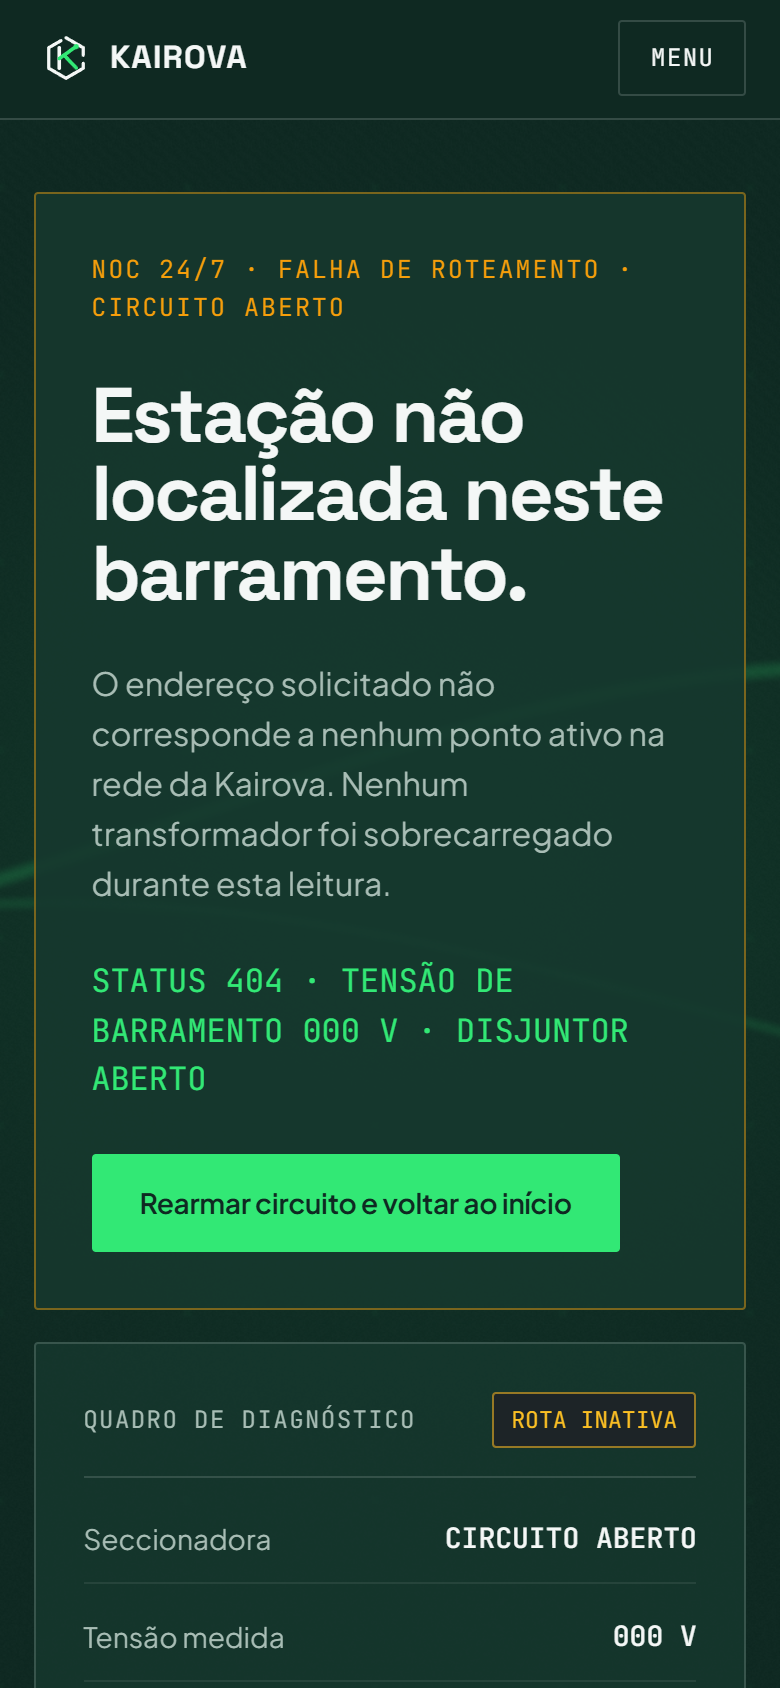 KAIROVA
MENU
NOC 24/7 · FALHA DE ROTEAMENTO ·
CIRCUITO ABERTO
Estação não
localizada neste
barramento.
O endereço solicitado não
corresponde a nenhum ponto ativo na
rede da Kairova. Nenhum
transformador foi sobrecarregado
durante esta leitura.
STATUS 404 · TENSÃO DE
BARRAMENTO 000 V · DISJUNTOR
ABERTO
Rearmar circuito e voltar ao início
QUADRO DE DIAGNÓSTICO
ROTA INATIVA
Seccionadora
CIRCUITO ABERTO
Tensão medida
000 V